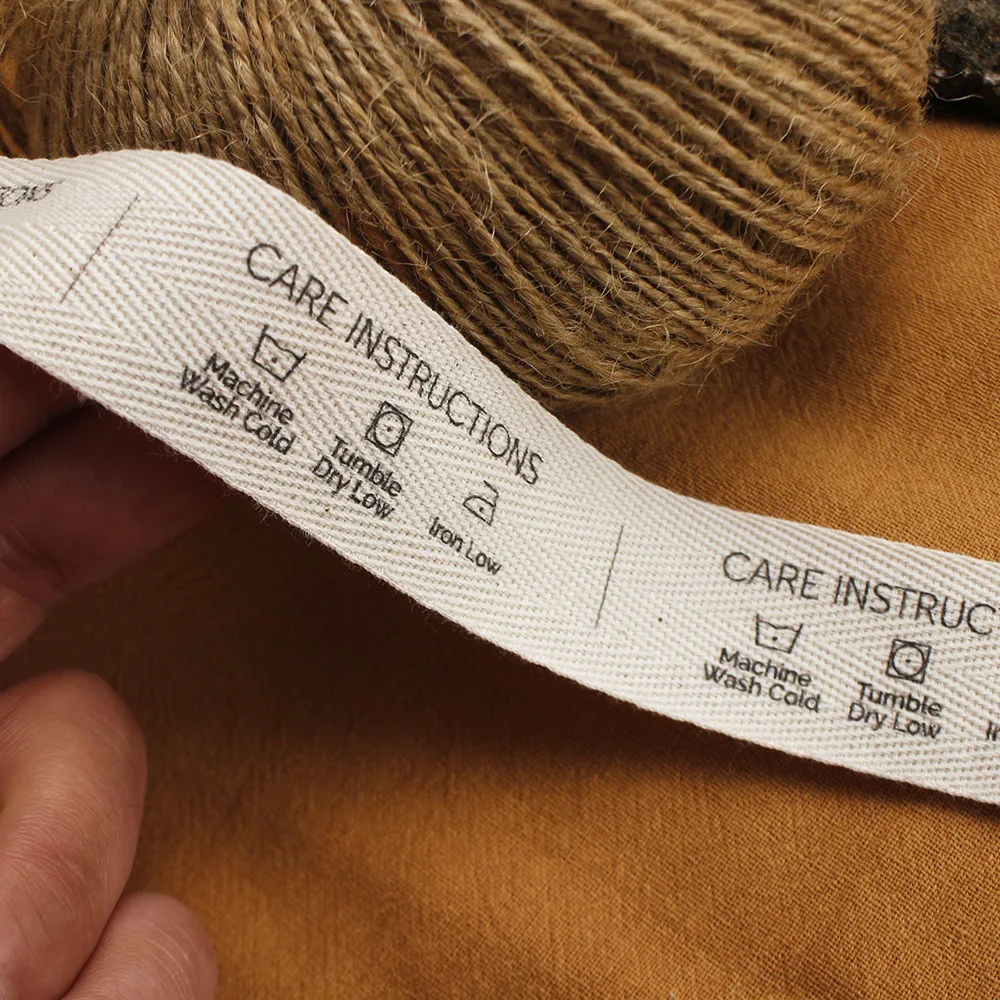 CARE INSTRUCTIONS
Machine
Wash Cold
Tumble
Dry Low
Iron Low
CARE INSTRUC
Machine
Wash Cold
Tumble
Dry Low